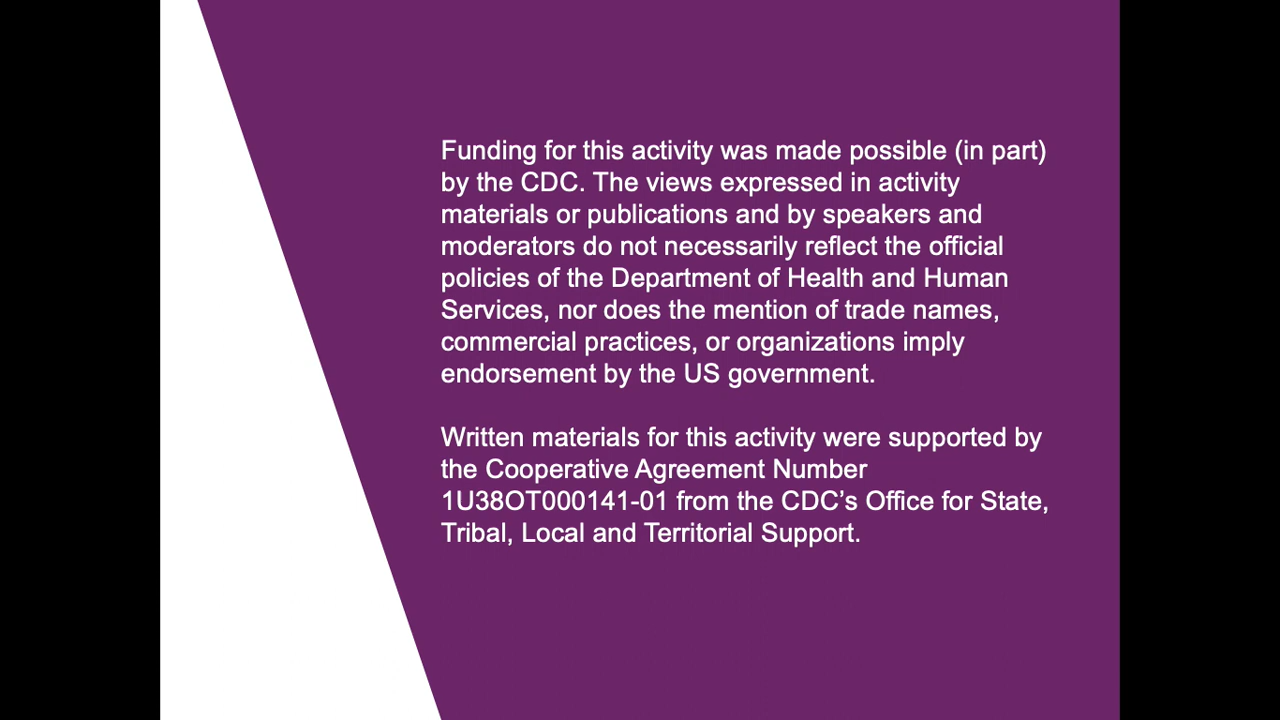 Funding for this activity was made possible (in part)
by the CDC. The views expressed in activity
materials or publications and by speakers and
moderators do not necessarily reflect the official
policies of the Department of Health and Human
Services, nor does the mention of trade names,
commercial practices, or organizations imply
endorsement by the US government.
Written materials for this activity were supported by
the Cooperative Agreement Number
1U38OT000141-01 from the CDC’s Office for State,
Tribal, Local and Territorial Support.